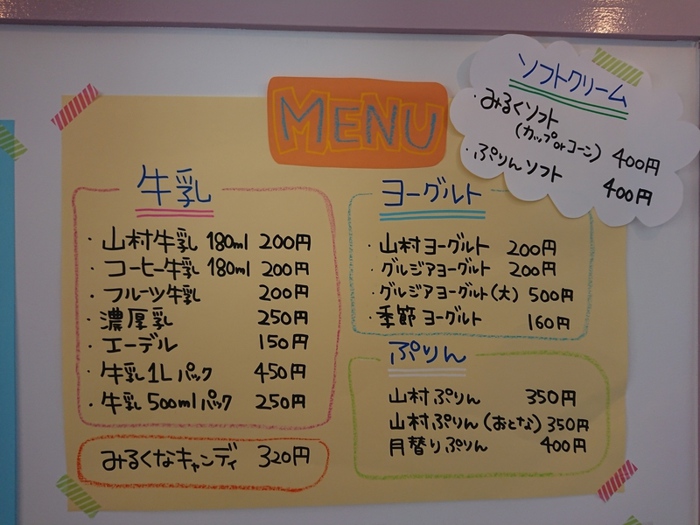 MENU
ソフトクリーム
・みるくソフト
(カップorコーン) 400円
・ぷりんソフト 400円
牛乳
・山村牛乳 180ml 200円
・コーヒー牛乳 180ml 200円
・フルーツ牛乳 200円
・濃厚乳 250円
・エーデル 150円
・牛乳1Lパック 450円
・牛乳500mlパック 250円
みるくなキャンディ 320円
ヨーグルト
・山村ヨーグルト 200円
・グルジアヨーグルト 200円
・グルジアヨーグルト(大) 500円
・季節ヨーグルト 160円
ぷりん
山村ぷりん 350円
山村ぷりん(おとな) 350円
月替りぷりん 400円